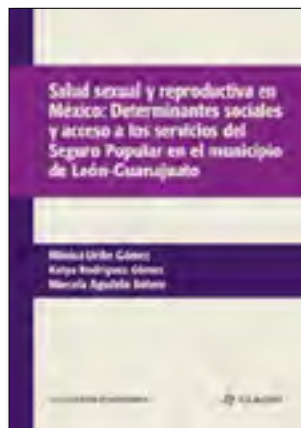 Salud sexual y reproductiva en
México: Determinantes sociales
y acceso a los servicios del
Seguro Popular en el municipio
de León-Guanajuato
Mónica Uribe Gómez
Katya Rodríguez Gómez
Marcela Agudelo Botero
CLACSO